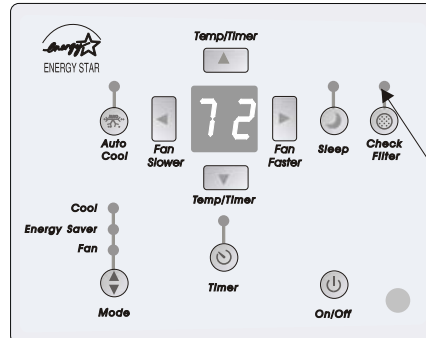 Temp/Timer
energy
ENERGY STAR
72
Auto
Cool
Fan
Slower
Fan
Faster
Sleep
Check
Filter
Temp/Timer
Cool
Energy Saver
Fan
Timer
Mode
On/Off